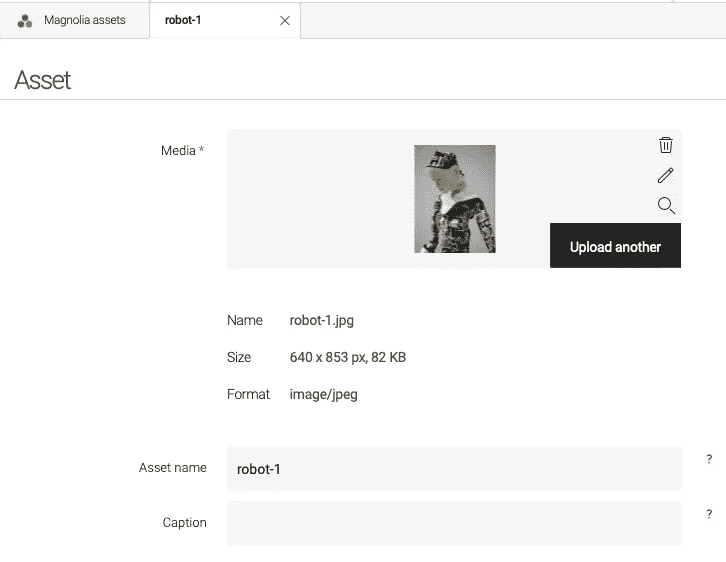 Magnolia assets
robot-1
Asset
Media *
Upload another
Name robot-1.jpg
Size 640 x 853 px, 82 KB
Format image/jpeg
Asset name robot-1 ?
Caption ?